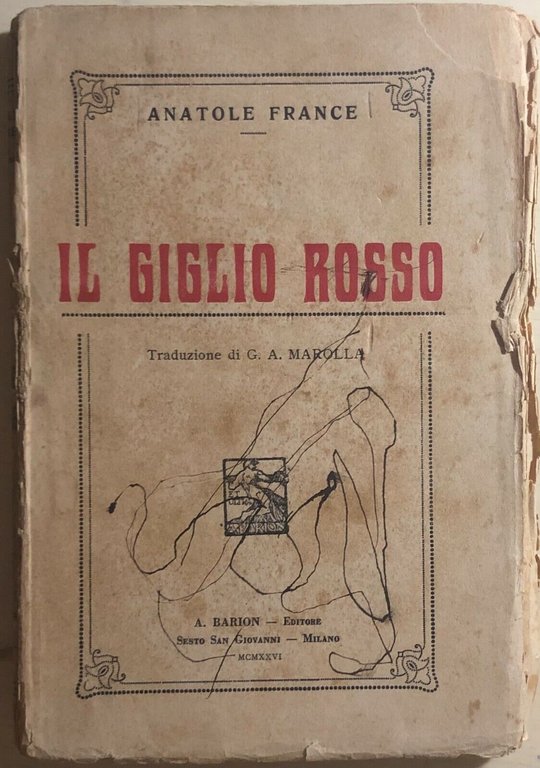 ANATOLE FRANCE
IL GIGLIO ROSSO
Traduzione di G. A. MAROLLA
A. BARION — EDITORE
SESTO SAN GIOVANNI — MILANO
MCMXXVI